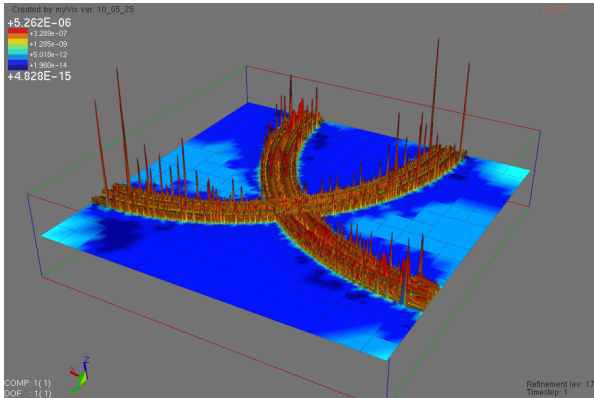 Created by myVis ver. 10_05_25
+5.262E-06
+3.289e-07
+1.285e-09
+5.018e-12
+1.960e-14
+4.828E-15
X
Z
COMP: 1( 1)
DOF : 1( 1)
Refinement lev: 17
Timestep: 1